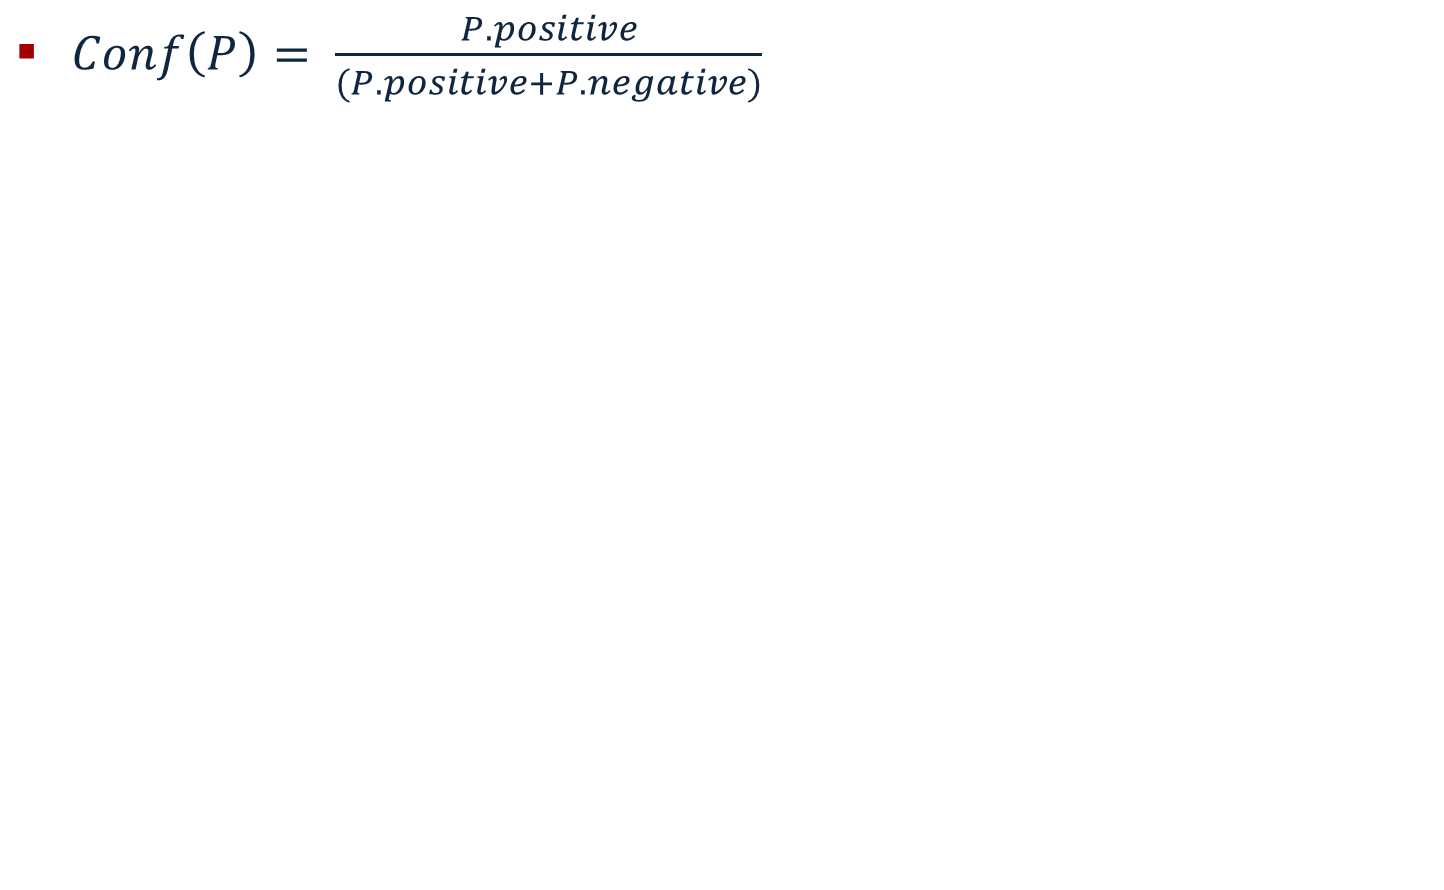 ▪ Conf(P) = P.positive / (P.positive+P.negative)